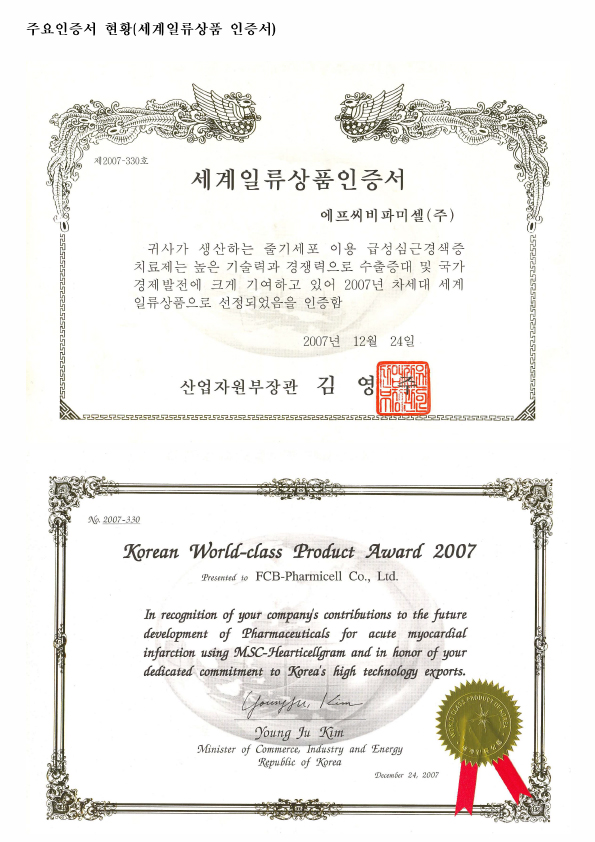 주요인증서 현황(세계일류상품 인증서)
제2007-330호
세계일류상품인증서
에프씨비파미셀(주)
귀사가 생산하는 줄기세포 이용 급성심근경색증
치료제는 높은 기술력과 경쟁력으로 수출증대 및 국가
경제발전에 크게 기여하고 있어 2007년 차세대 세계
일류상품으로 선정되었음을 인증함
2007년 12월 24일
산업자원부장관 김 영 주
No. 2007-330
Korean World-class Product Award 2007
Presented to FCB-Pharmicell Co., Ltd.
In recognition of your company's contributions to the future
development of Pharmaceuticals for acute myocardial
infarction using MSC-Hearticellgram and in honor of your
dedicated commitment to Korea's high technology exports.
Youngju, Kim
Young Ju Kim
Minister of Commerce, Industry and Energy
Republic of Korea
December 24, 2007